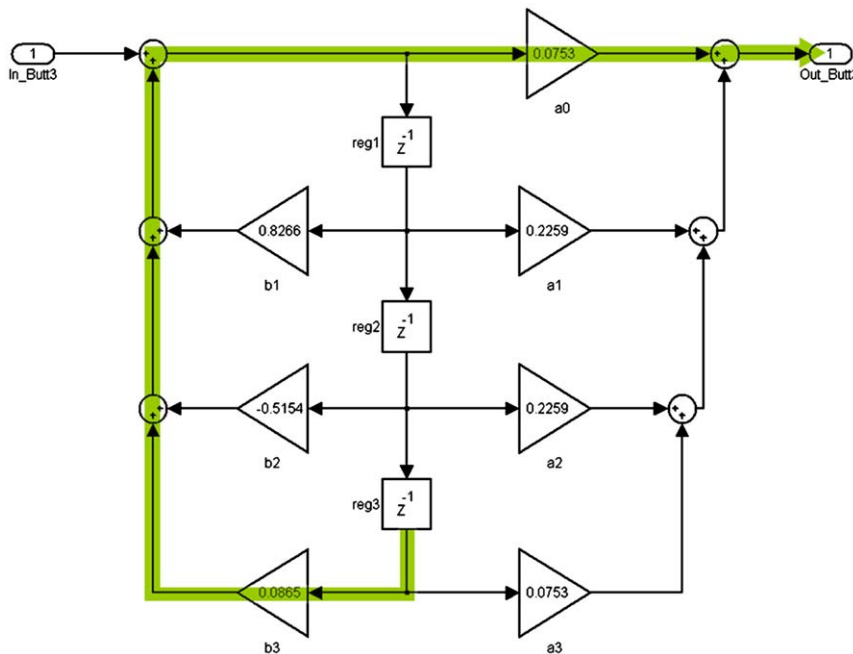 1
In_Butt3
0.0753
a0
1
Out_Butt3
reg1
z-1
0.8266
b1
0.2259
a1
reg2
z-1
-0.5154
b2
0.2259
a2
reg3
z-1
0.0865
b3
0.0753
a3